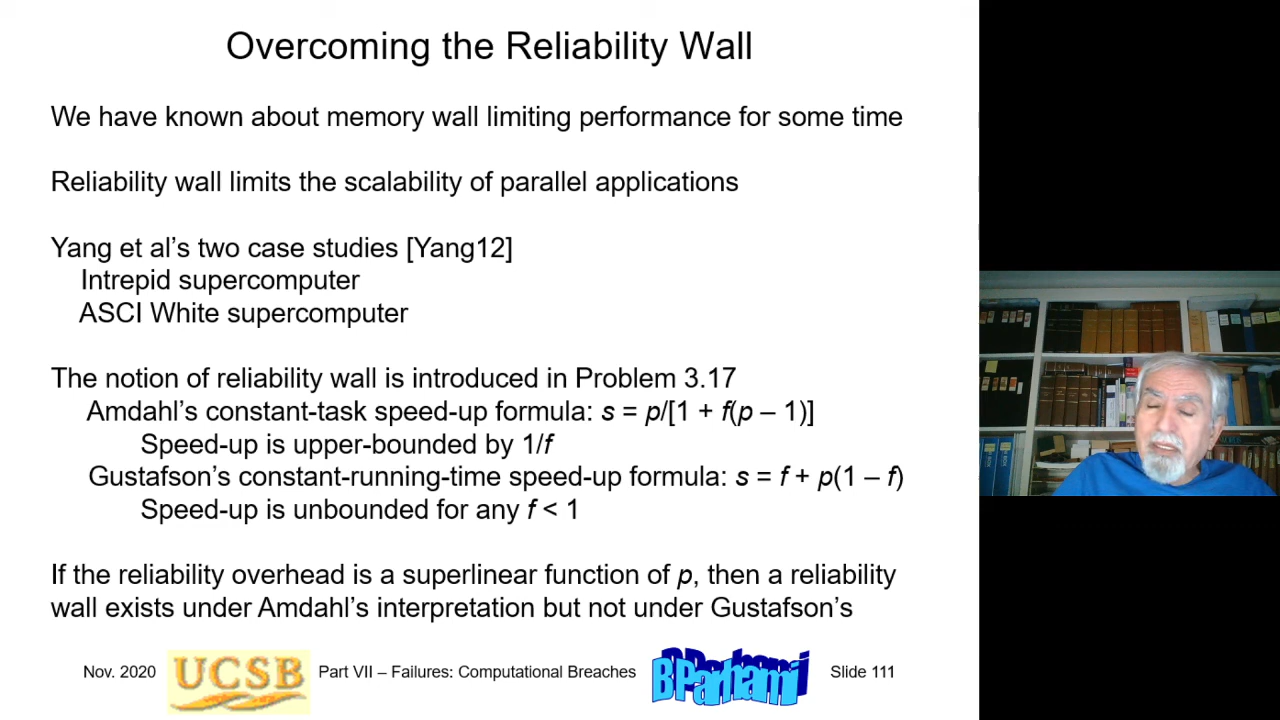 Overcoming the Reliability Wall
We have known about memory wall limiting performance for some time
Reliability wall limits the scalability of parallel applications
Yang et al’s two case studies [Yang12]
Intrepid supercomputer
ASCI White supercomputer
The notion of reliability wall is introduced in Problem 3.17
Amdahl’s constant-task speed-up formula: s = p/[1 + f(p – 1)]
Speed-up is upper-bounded by 1/f
Gustafson’s constant-running-time speed-up formula: s = f + p(1 – f)
Speed-up is unbounded for any f < 1
If the reliability overhead is a superlinear function of p, then a reliability
wall exists under Amdahl’s interpretation but not under Gustafson’s
Nov. 2020
UCSB
Part VII – Failures: Computational Breaches
B Parhami
Slide 111